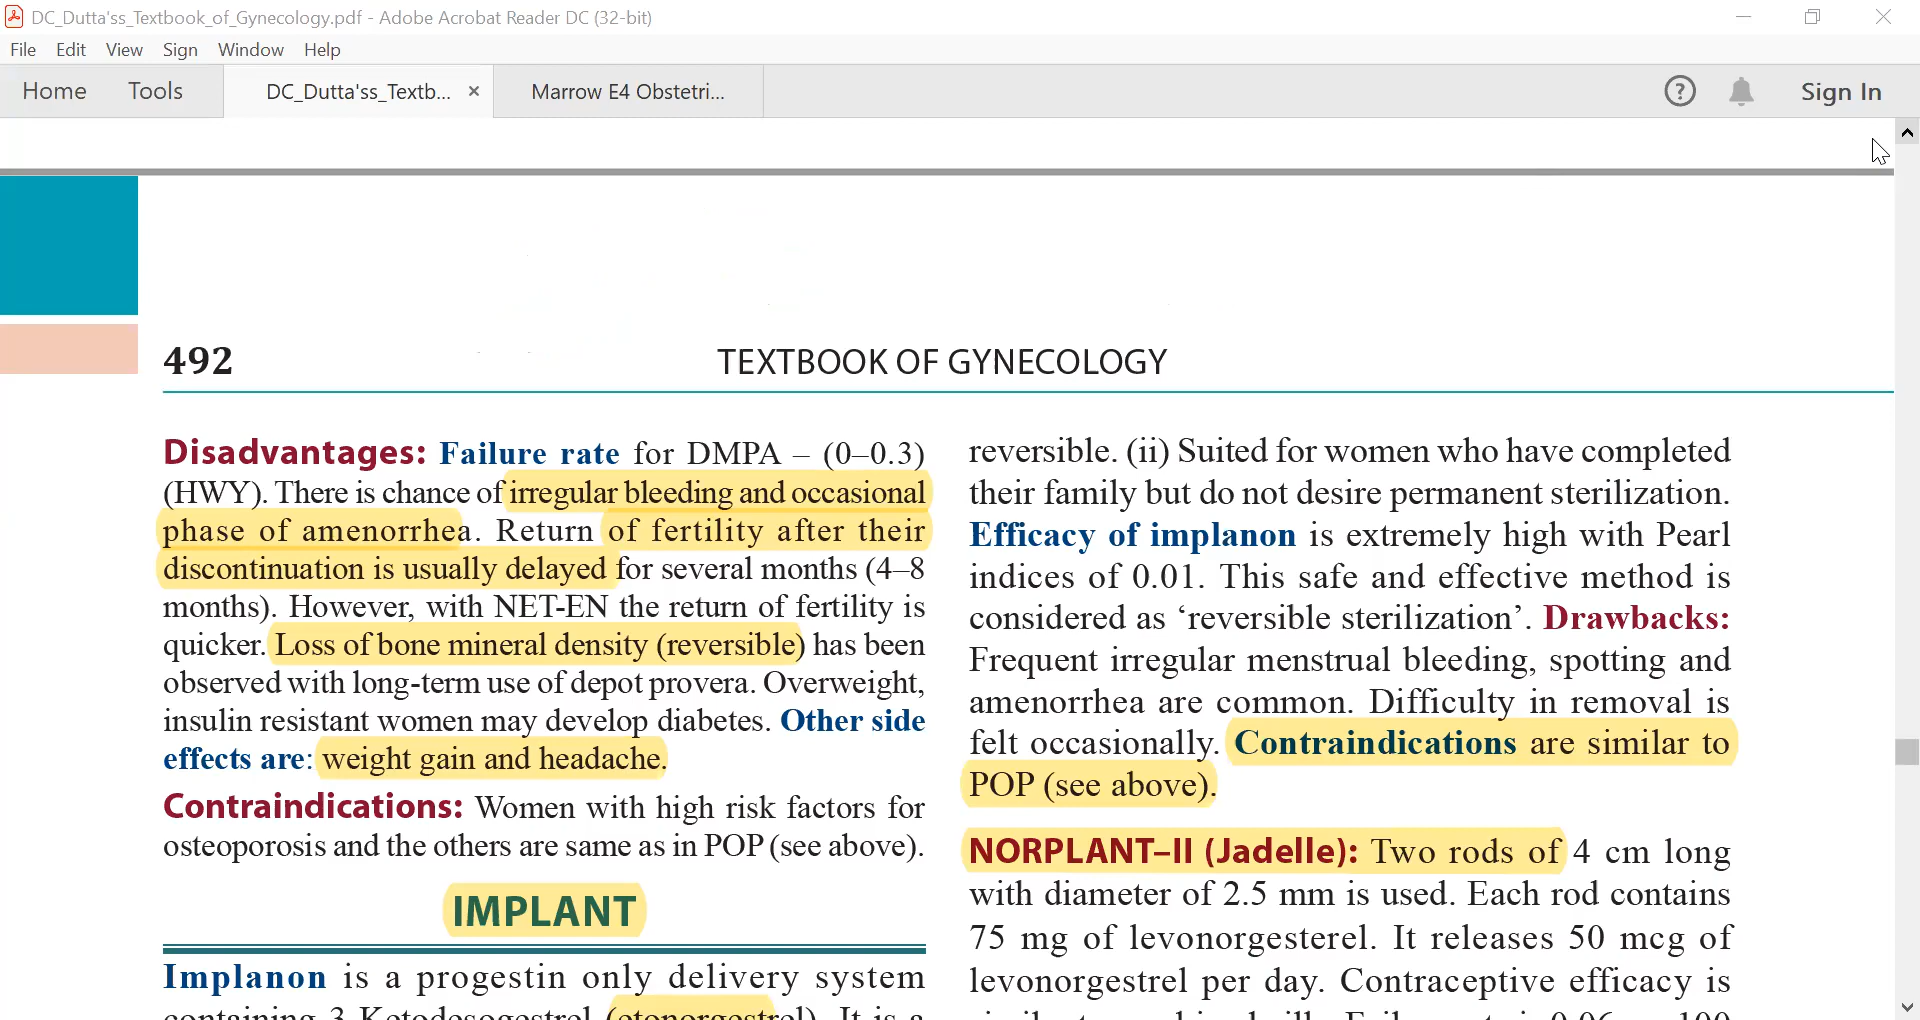 DC_Dutta'ss_Textbook_of_Gynecology.pdf - Adobe Acrobat Reader DC (32-bit)
File Edit View Sign Window Help
Home Tools DC_Dutta'ss_Textb... × Marrow E4 Obstetri... ? Sign In
492 TEXTBOOK OF GYNECOLOGY
Disadvantages: Failure rate for DMPA – (0–0.3)
(HWY). There is chance of irregular bleeding and occasional
phase of amenorrhea. Return of fertility after their
discontinuation is usually delayed for several months (4–8
months). However, with NET-EN the return of fertility is
quicker. Loss of bone mineral density (reversible) has been
observed with long-term use of depot provera. Overweight,
insulin resistant women may develop diabetes. Other side
effects are: weight gain and headache.
Contraindications: Women with high risk factors for
osteoporosis and the others are same as in POP (see above).
IMPLANT
Implanon is a progestin only delivery system
containing 3 Ketodesogestrel (etonorgestrel). It is a
reversible. (ii) Suited for women who have completed
their family but do not desire permanent sterilization.
Efficacy of implanon is extremely high with Pearl
indices of 0.01. This safe and effective method is
considered as ‘reversible sterilization’. Drawbacks:
Frequent irregular menstrual bleeding, spotting and
amenorrhea are common. Difficulty in removal is
felt occasionally. Contraindications are similar to
POP (see above).
NORPLANT–II (Jadelle): Two rods of 4 cm long
with diameter of 2.5 mm is used. Each rod contains
75 mg of levonorgesterel. It releases 50 mcg of
levonorgestrel per day. Contraceptive efficacy is